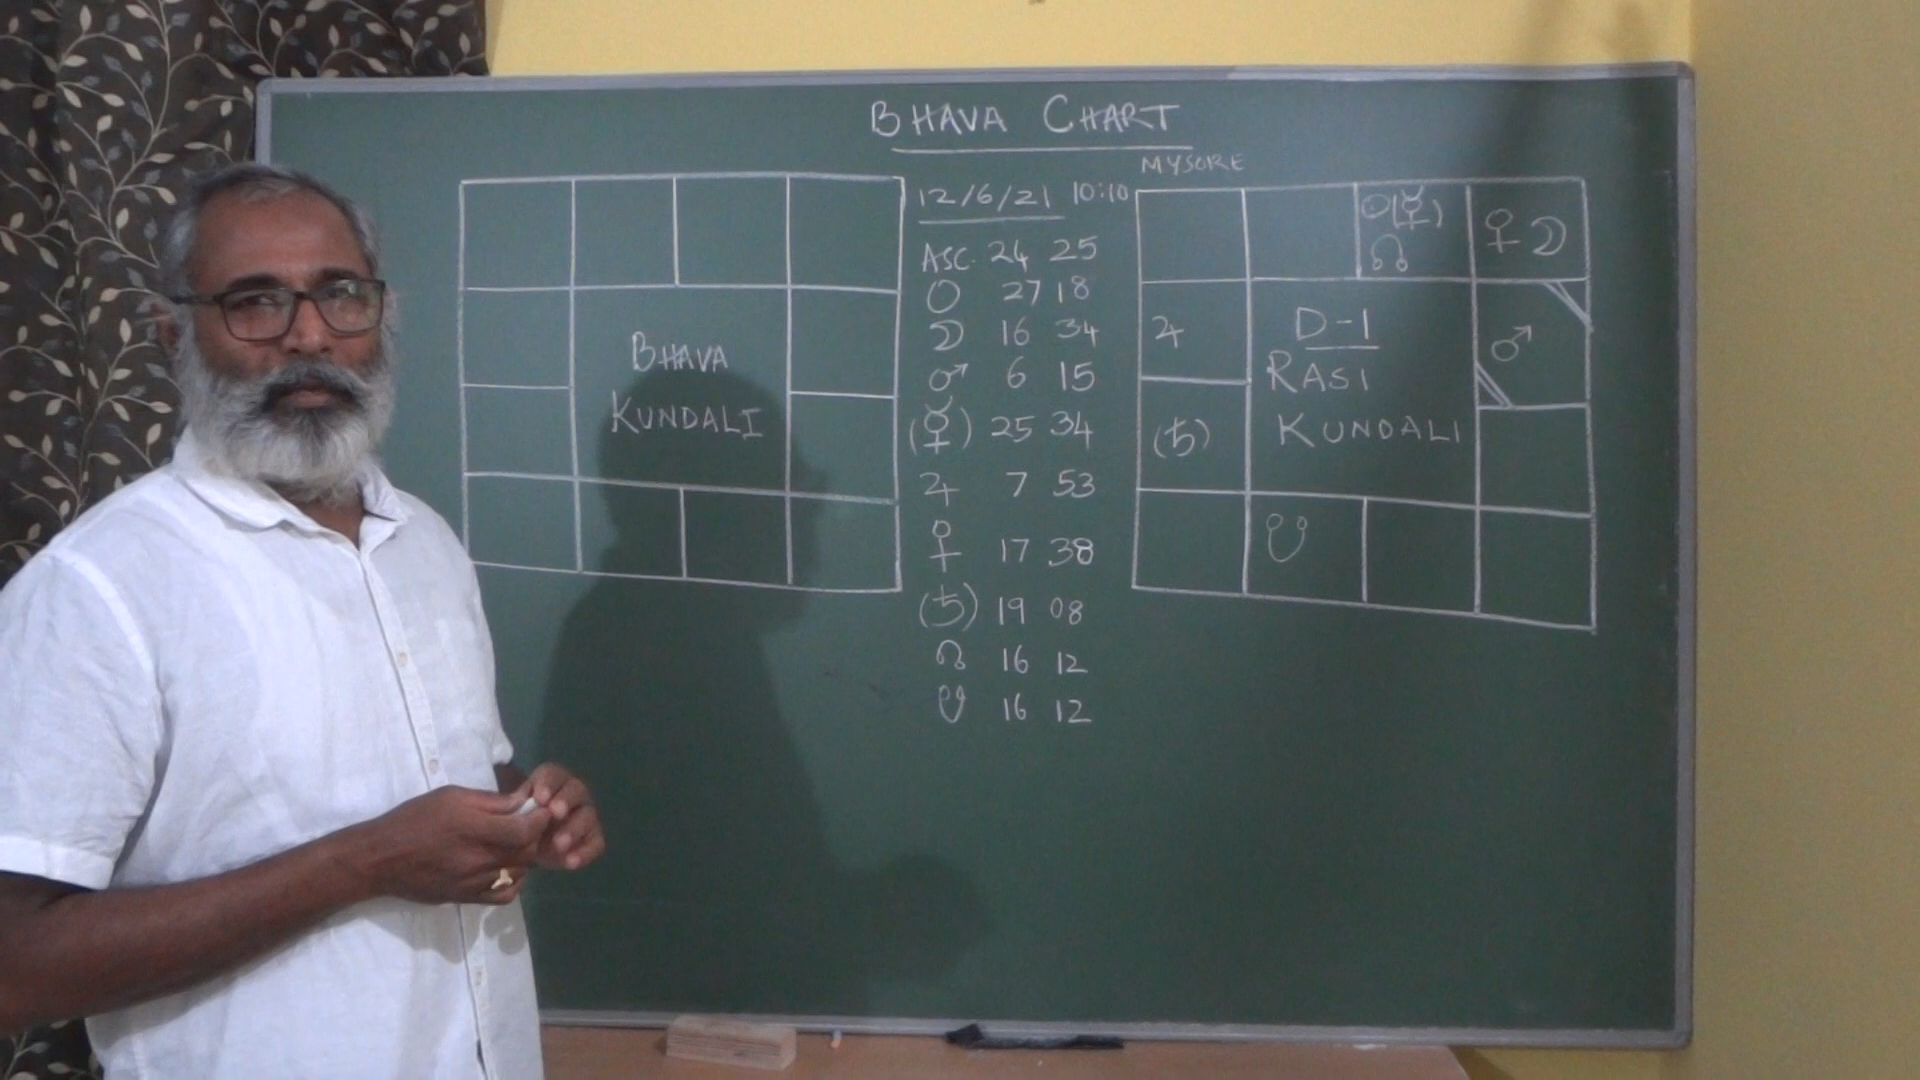 BHAVA CHART
MYSORE
BHAVA
KUNDALI
12/6/21 10:10
ASC. 24 25
☉ 27 18
☽ 16 34
♂ 6 15
(☿) 25 34
♃ 7 53
♀ 17 38
(♄) 19 08
☊ 16 12
☋ 16 12
☉(☿)
☊
♀ ☽
♃
♂
(♄)
☋
D-1
RASI
KUNDALI